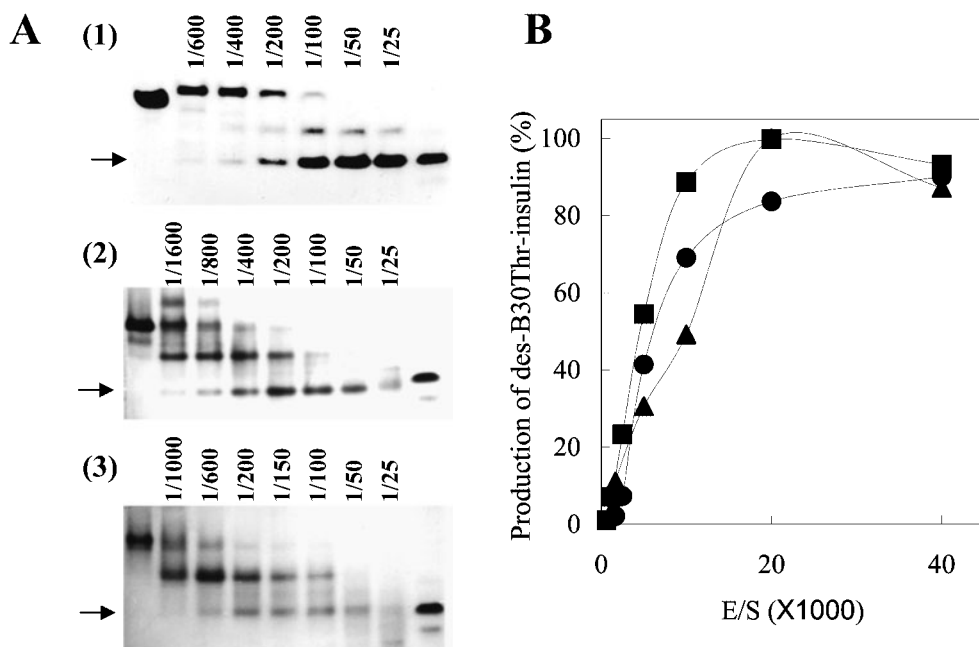 A
(1)
1/600 1/400 1/200 1/100 1/50 1/25
(2)
1/1600 1/800 1/400 1/200 1/100 1/50 1/25
(3)
1/1000 1/600 1/200 1/150 1/100 1/50 1/25
B
Production of des-B30Thr-insulin (%)
100
80
60
40
20
0
0 20 40
E/S (X1000)